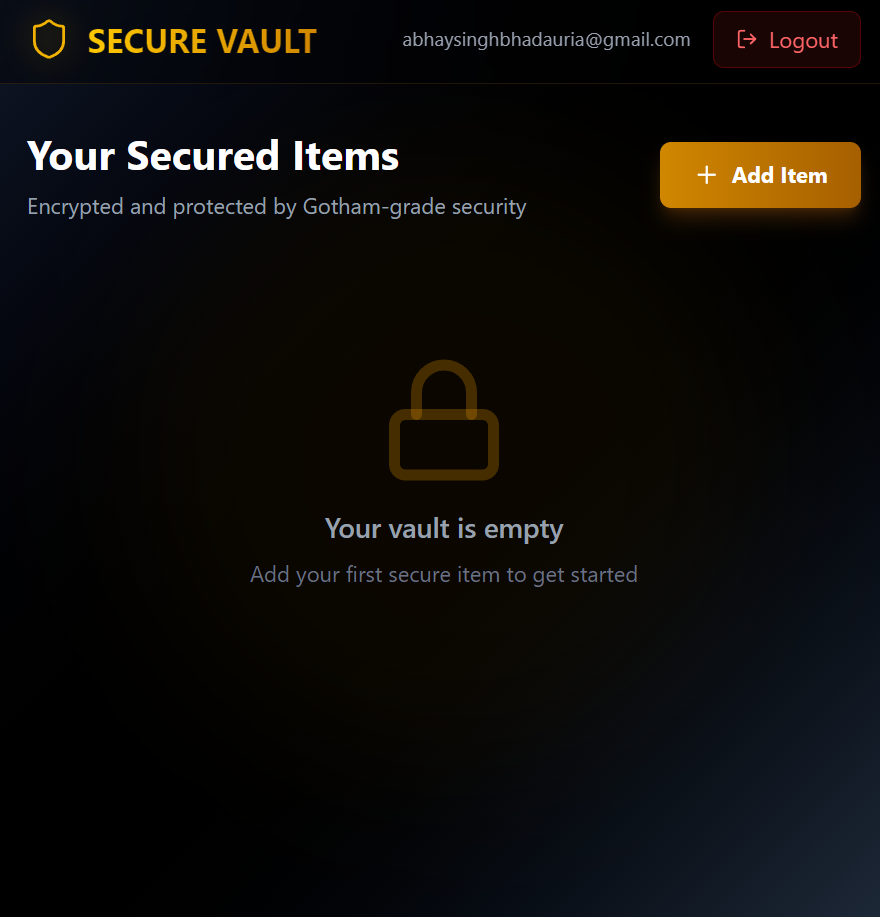 SECURE VAULT
abhaysinghbhadauria@gmail.com
Logout
Your Secured Items
Encrypted and protected by Gotham-grade security
Add Item
Your vault is empty
Add your first secure item to get started